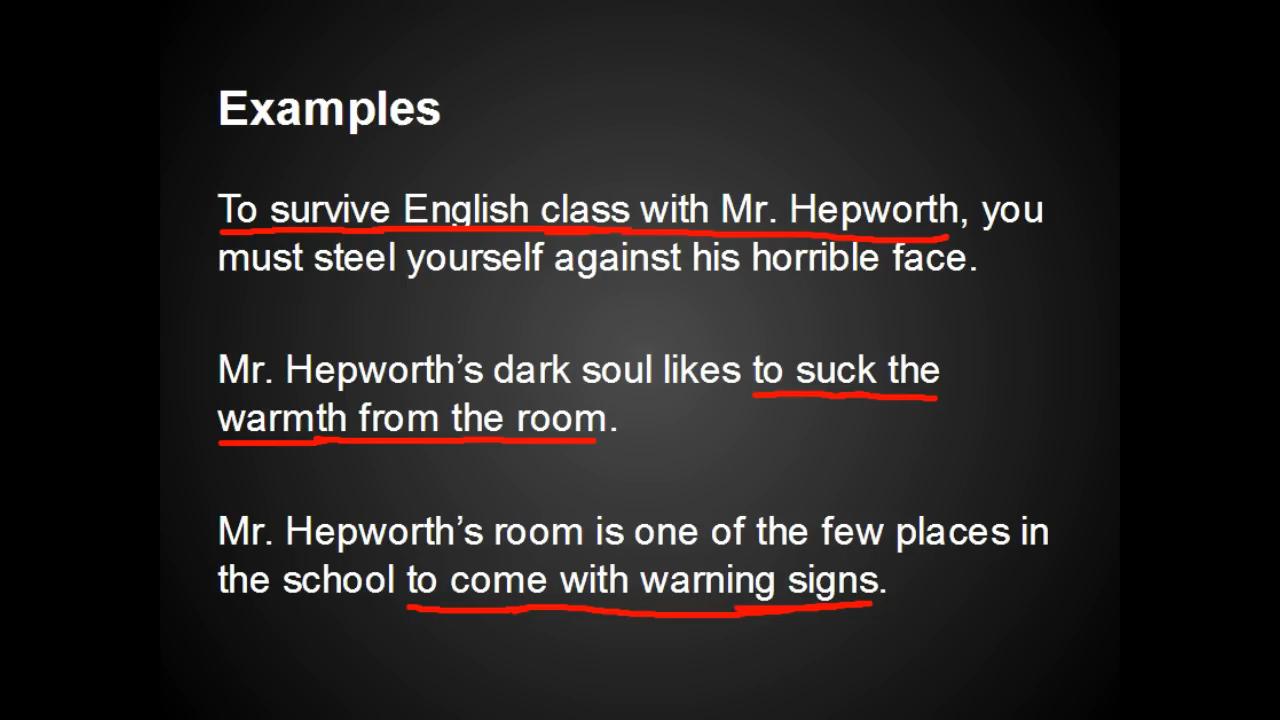 Examples
To survive English class with Mr. Hepworth, you
must steel yourself against his horrible face.
Mr. Hepworth’s dark soul likes to suck the
warmth from the room.
Mr. Hepworth’s room is one of the few places in
the school to come with warning signs.